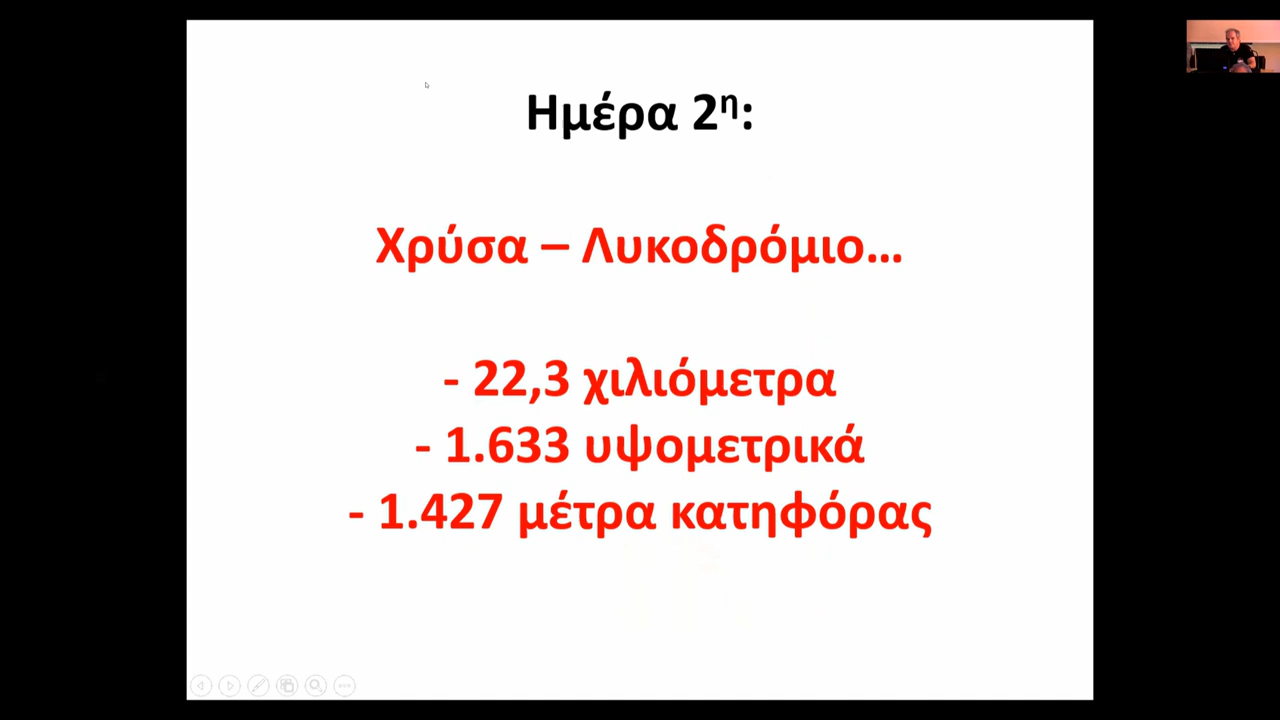 Ημέρα 2η:
Χρύσα – Λυκοδρόμιο...
- 22,3 χιλιόμετρα
- 1.633 υψομετρικά
- 1.427 μέτρα κατηφόρας